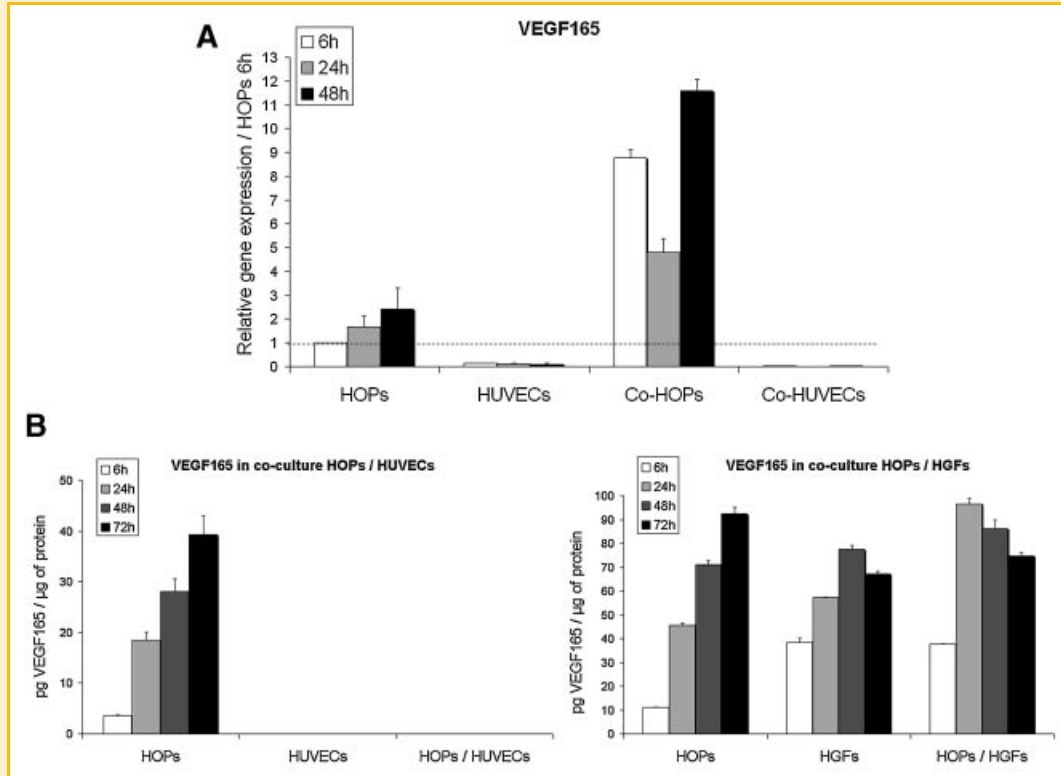 A
VEGF165
6h
24h
48h
Relative gene expression / HOPs 6h
13
12
11
10
9
8
7
6
5
4
3
2
1
0
HOPs HUVECs Co-HOPs Co-HUVECs
B
VEGF165 in co-culture HOPs / HUVECs
6h
24h
48h
72h
pg VEGF165 / µg of protein
50
40
30
20
10
0
HOPs HUVECs HOPs / HUVECs
VEGF165 in co-culture HOPs / HGFs
6h
24h
48h
72h
pg VEGF165 / µg of protein
100
90
80
70
60
50
40
30
20
10
0
HOPs HGFs HOPs / HGFs